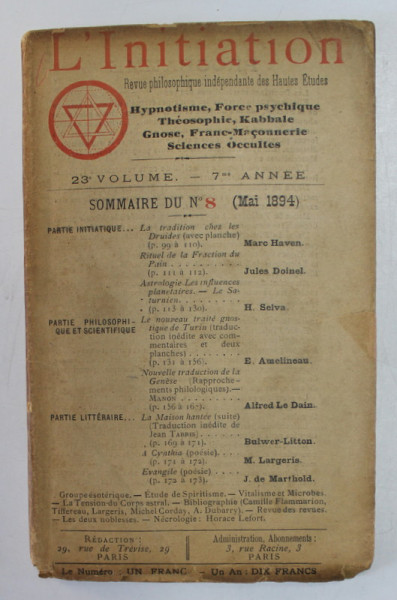 L'Initiation
Revue philosophique indépendante des Hautes Études
Hypnotisme, Force psychique
Théosophie, Kabbale
Gnose, Franc-Maçonnerie
Sciences Occultes
23e VOLUME. — 7me ANNÉE
SOMMAIRE DU No 8 (Mai 1894)
PARTIE INITIATIQUE... La tradition chez les
Druides (avec planche)
(p. 99 à 110). Marc Haven.
Rituel de la Fraction du
Pain
(p. 111 à 112). Jules Doinel.
Astrologie Les influences
planétaires. — Le Sa-
turnien
(p. 113 à 130). H. Selva.
PARTIE PHILOSOPHI- Le nouveau traité gnos-
QUE ET SCIENTIFIQUE tique de Turin (traduc-
tion inédite avec com-
mentaires et deux
planches)
(p. 131 à 156). E. Amelineau.
Nouvelle traduction de la
Genèse (Rapproche-
ments philologiques).—
MANOU
(p. 156 à 167). Alfred Le Dain.
PARTIE LITTÉRAIRE... La Maison hantée (suite)
(Traduction inédite de
Jean TABRIS)
(p. 169 à 171). Bulwer-Litton.
A Cynthia (poésie)
(p. 171 à 172). M. Largeris.
Evangile (poésie)
(p. 172 à 173). J. de Marthold.
Groupe ésotérique. — Etude de Spiritisme. — Vitalisme et Microbes.
— La Tension du Corps astral. — Bibliographie (Camille Flammarion,
Tiffereau, Largeris, Michel Corday, A. Dubarry). — Revue des revues.
— Les deux noblesses. — Nécrologie : Horace Lefort.
RÉDACTION : Administration, Abonnements :
29, rue de Trévise, 29 3, rue Racine, 3
PARIS PARIS
Le Numéro : UN FRANC — Un An : DIX FRANCS